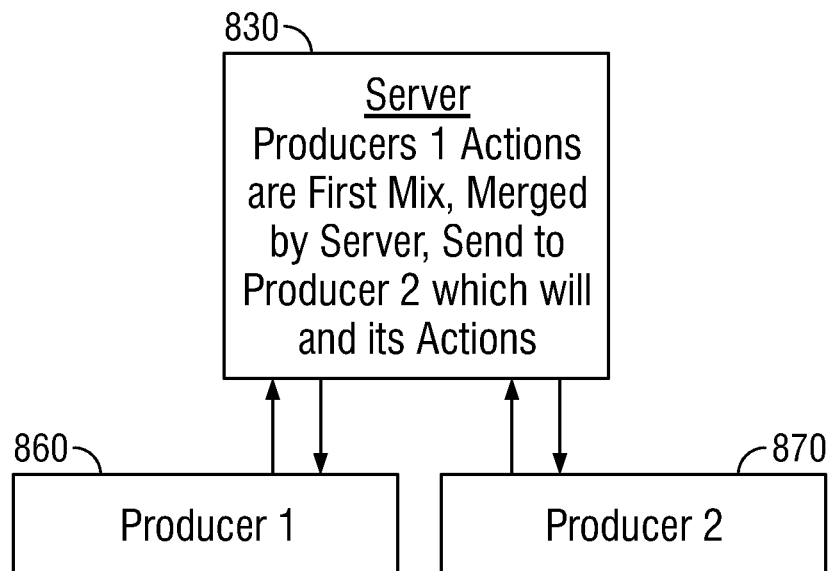 830
Server
Producers 1 Actions
are First Mix, Merged
by Server, Send to
Producer 2 which will
and its Actions
860
870
Producer 1
Producer 2